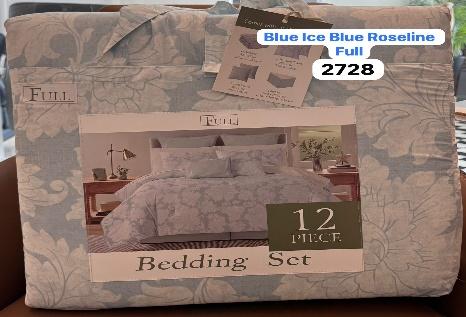 Blue Ice Blue Roseline
Full
2728
FULL
FULL
12
PIECE
Bedding Set